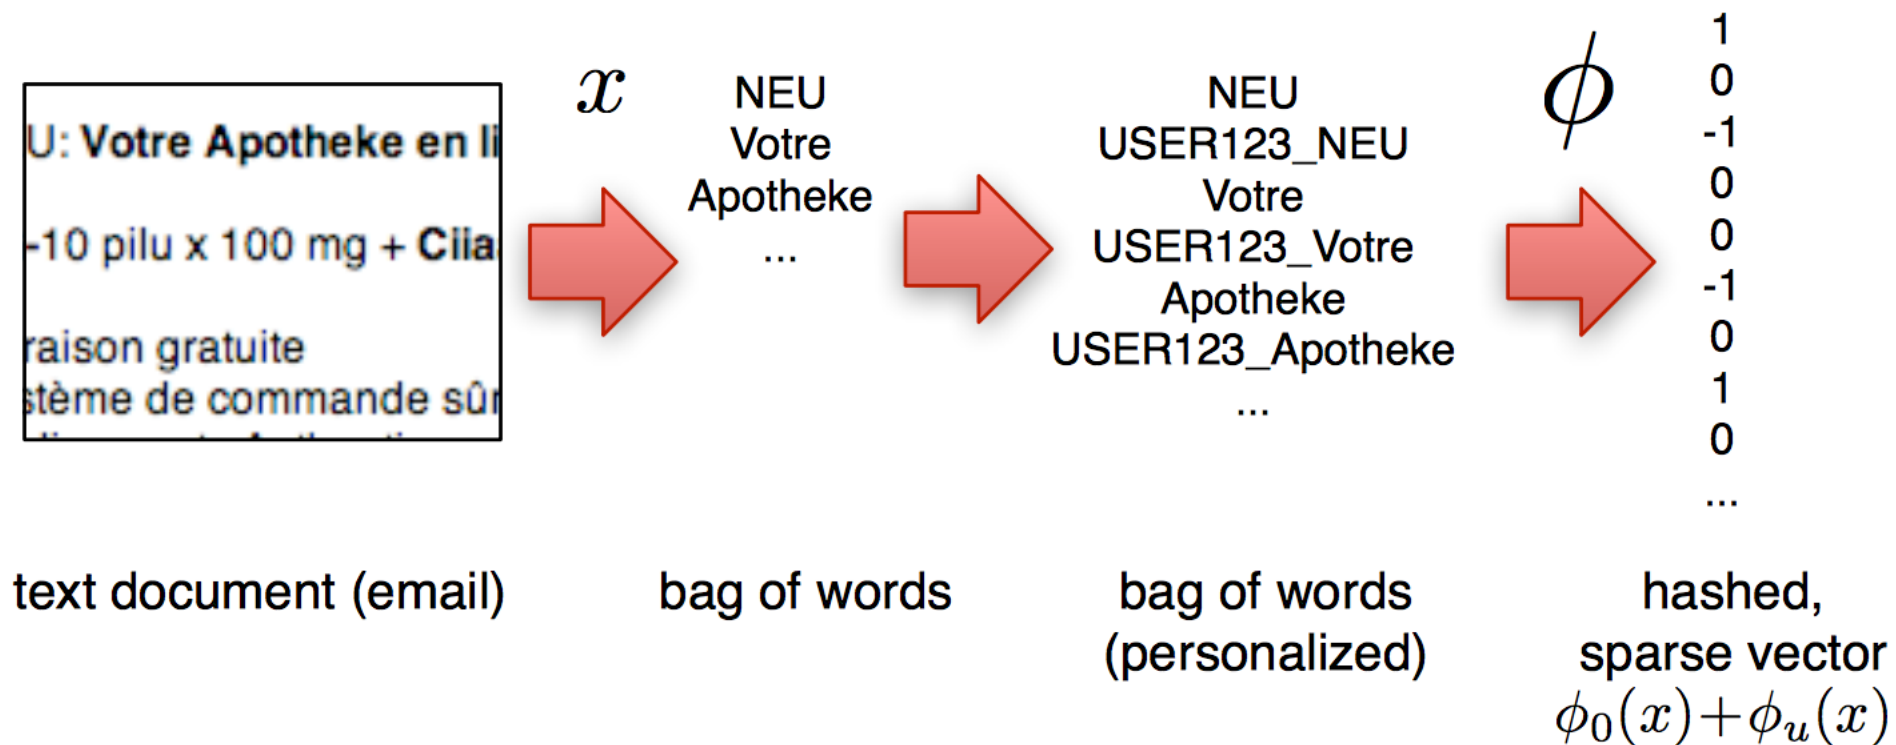 U: Votre Apotheke en li
-10 pilu x 100 mg + Ciia
raison gratuite
stème de commande sûr
x
NEU
Votre
Apotheke
...
NEU
USER123_NEU
Votre
USER123_Votre
Apotheke
USER123_Apotheke
...
ϕ
1
0
-1
0
0
-1
0
1
0
...
text document (email)
bag of words
bag of words
(personalized)
hashed,
sparse vector
ϕ₀(x)+ϕᵤ(x)